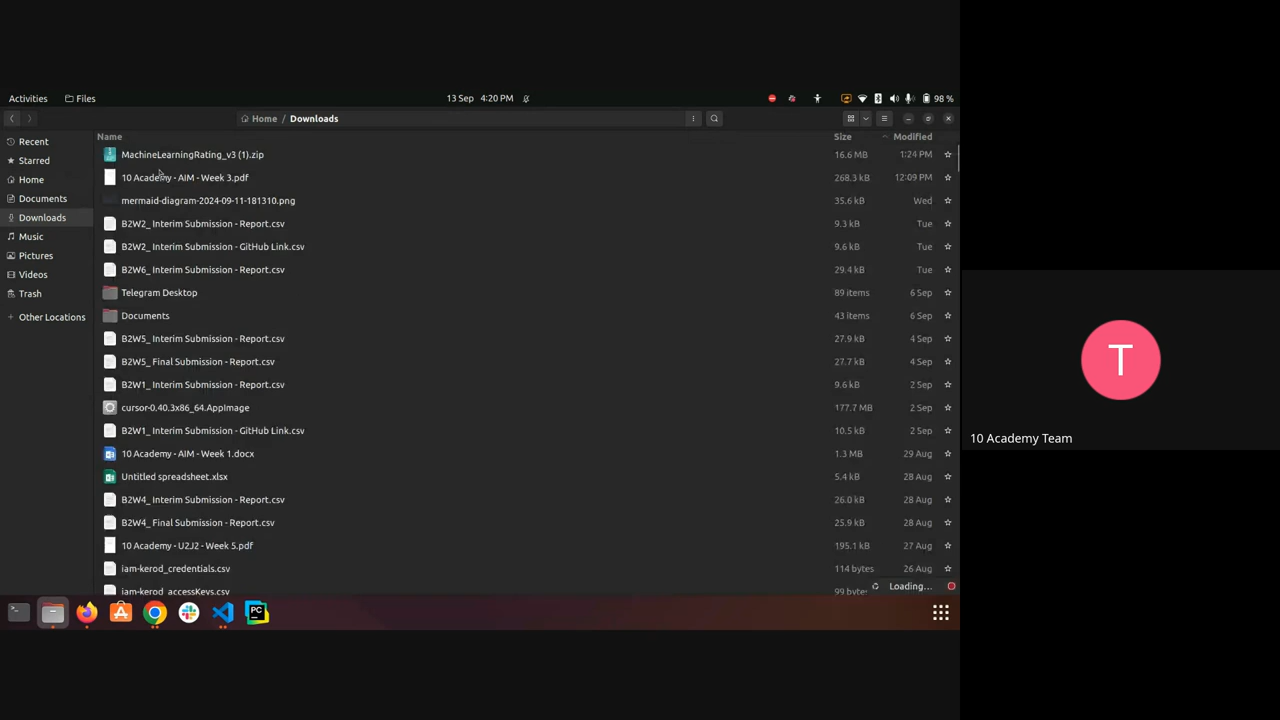 Activities Files 13 Sep 4:20 PM 98 %
Home / Downloads
Recent
Starred
Home
Documents
Downloads
Music
Pictures
Videos
Trash
+ Other Locations
Name Size Modified
MachineLearningRating_v3 (1).zip 16.6 MB 1:24 PM
10 Academy - AIM - Week 3.pdf 268.3 kB 12:09 PM
mermaid-diagram-2024-09-11-181310.png 35.6 kB Wed
B2W2_ Interim Submission - Report.csv 9.3 kB Tue
B2W2_ Interim Submission - GitHub Link.csv 9.6 kB Tue
B2W6_ Interim Submission - Report.csv 29.4 kB Tue
Telegram Desktop 89 items 6 Sep
Documents 43 items 6 Sep
B2W5_ Interim Submission - Report.csv 27.9 kB 4 Sep
B2W5_ Final Submission - Report.csv 27.7 kB 4 Sep
B2W1_ Interim Submission - Report.csv 9.6 kB 2 Sep
cursor-0.40.3x86_64.AppImage 177.7 MB 2 Sep
B2W1_ Interim Submission - GitHub Link.csv 10.5 kB 2 Sep
10 Academy - AIM - Week 1.docx 1.3 MB 29 Aug
Untitled spreadsheet.xlsx 5.4 kB 28 Aug
B2W4_ Interim Submission - Report.csv 26.0 kB 28 Aug
B2W4_ Final Submission - Report.csv 25.9 kB 28 Aug
10 Academy - U2J2 - Week 5.pdf 195.1 kB 27 Aug
iam-kerod_credentials.csv 114 bytes 26 Aug
iam-kerod_accessKeys.csv 99 bytes
Loading...
PC
T
10 Academy Team